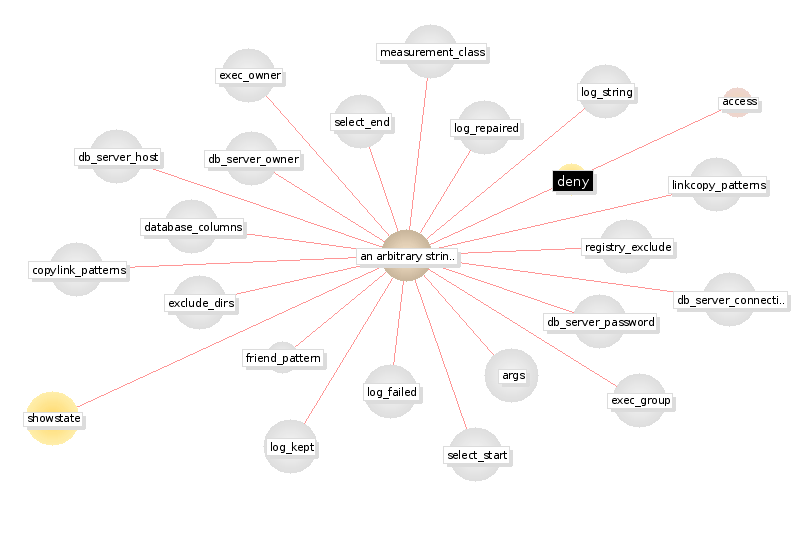 measurement_class
exec_owner
log_string
access
select_end
log_repaired
db_server_host
db_server_owner
deny
linkcopy_patterns
database_columns
registry_exclude
an arbitrary strin..
copylink_patterns
exclude_dirs
db_server_connecti..
db_server_password
friend_pattern
args
log_failed
exec_group
showstate
log_kept
select_start